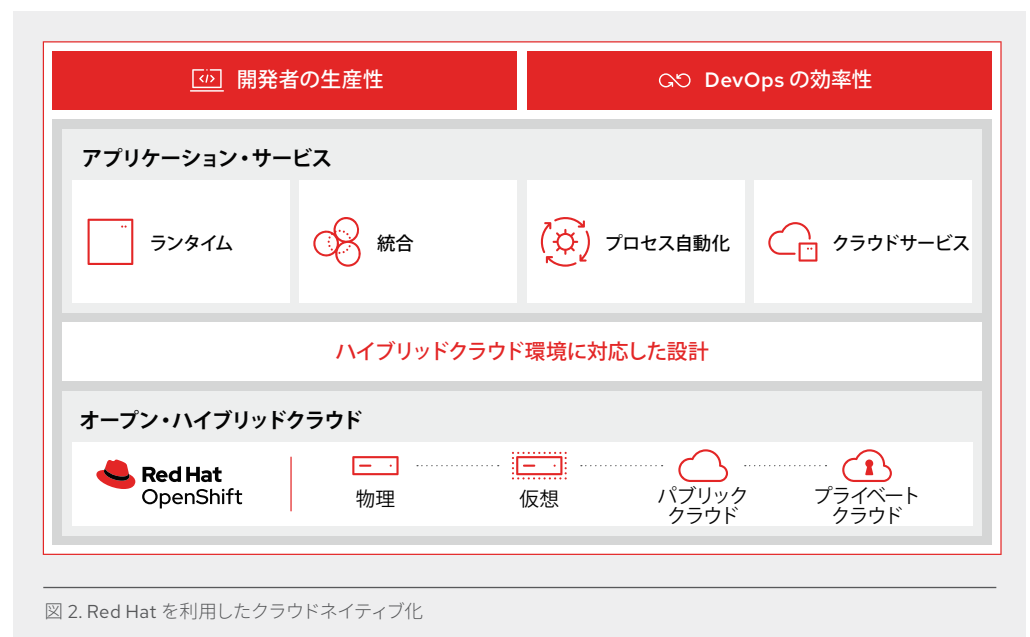 開発者の生産性
DevOps の効率性
アプリケーション・サービス
ランタイム
統合
プロセス自動化
クラウドサービス
ハイブリッドクラウド環境に対応した設計
オープン・ハイブリッドクラウド
Red Hat
OpenShift
物理
仮想
パブリック
クラウド
プライベート
クラウド
図 2. Red Hat を利用したクラウドネイティブ化